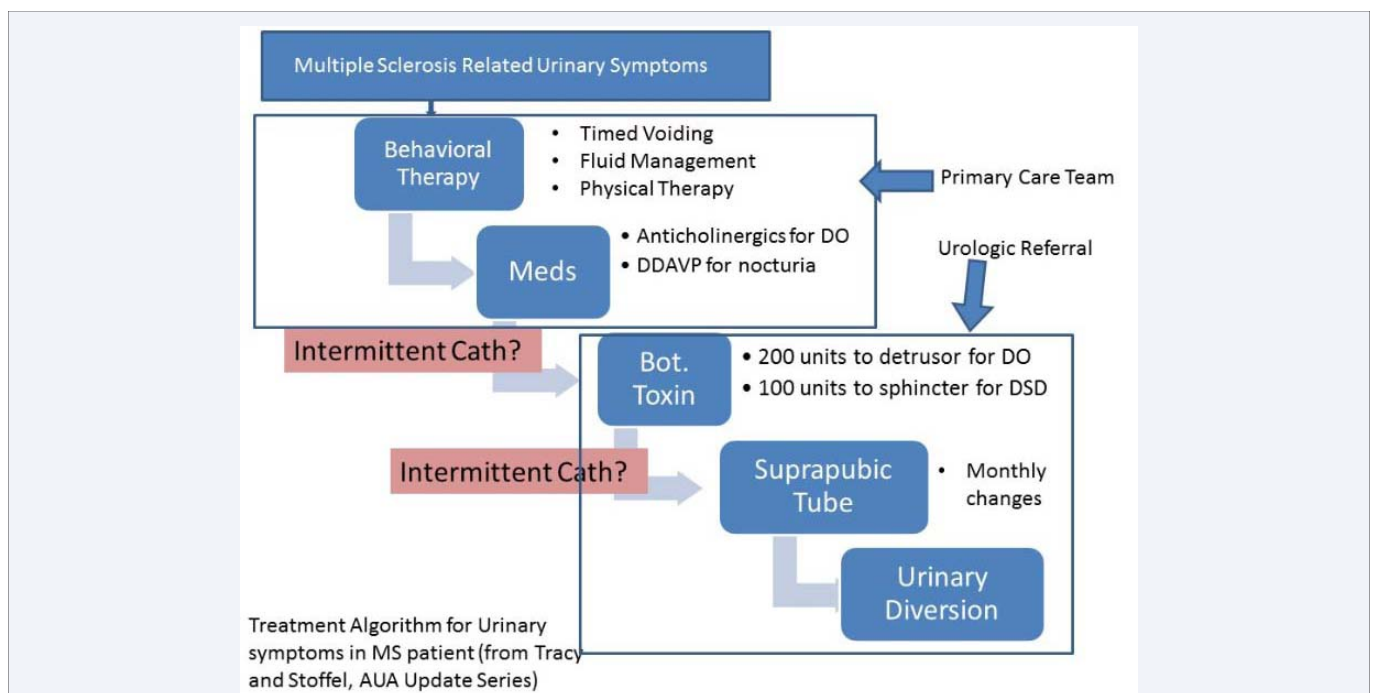 Multiple Sclerosis Related Urinary Symptoms
Behavioral
Therapy
• Timed Voiding
• Fluid Management
• Physical Therapy
Primary Care Team
Meds
• Anticholinergics for DO
• DDAVP for nocturia
Urologic Referral
Intermittent Cath?
Bot.
Toxin
• 200 units to detrusor for DO
• 100 units to sphincter for DSD
Intermittent Cath?
Suprapubic
Tube
• Monthly
changes
Urinary
Diversion
Treatment Algorithm for Urinary
symptoms in MS patient (from Tracy
and Stoffel, AUA Update Series)